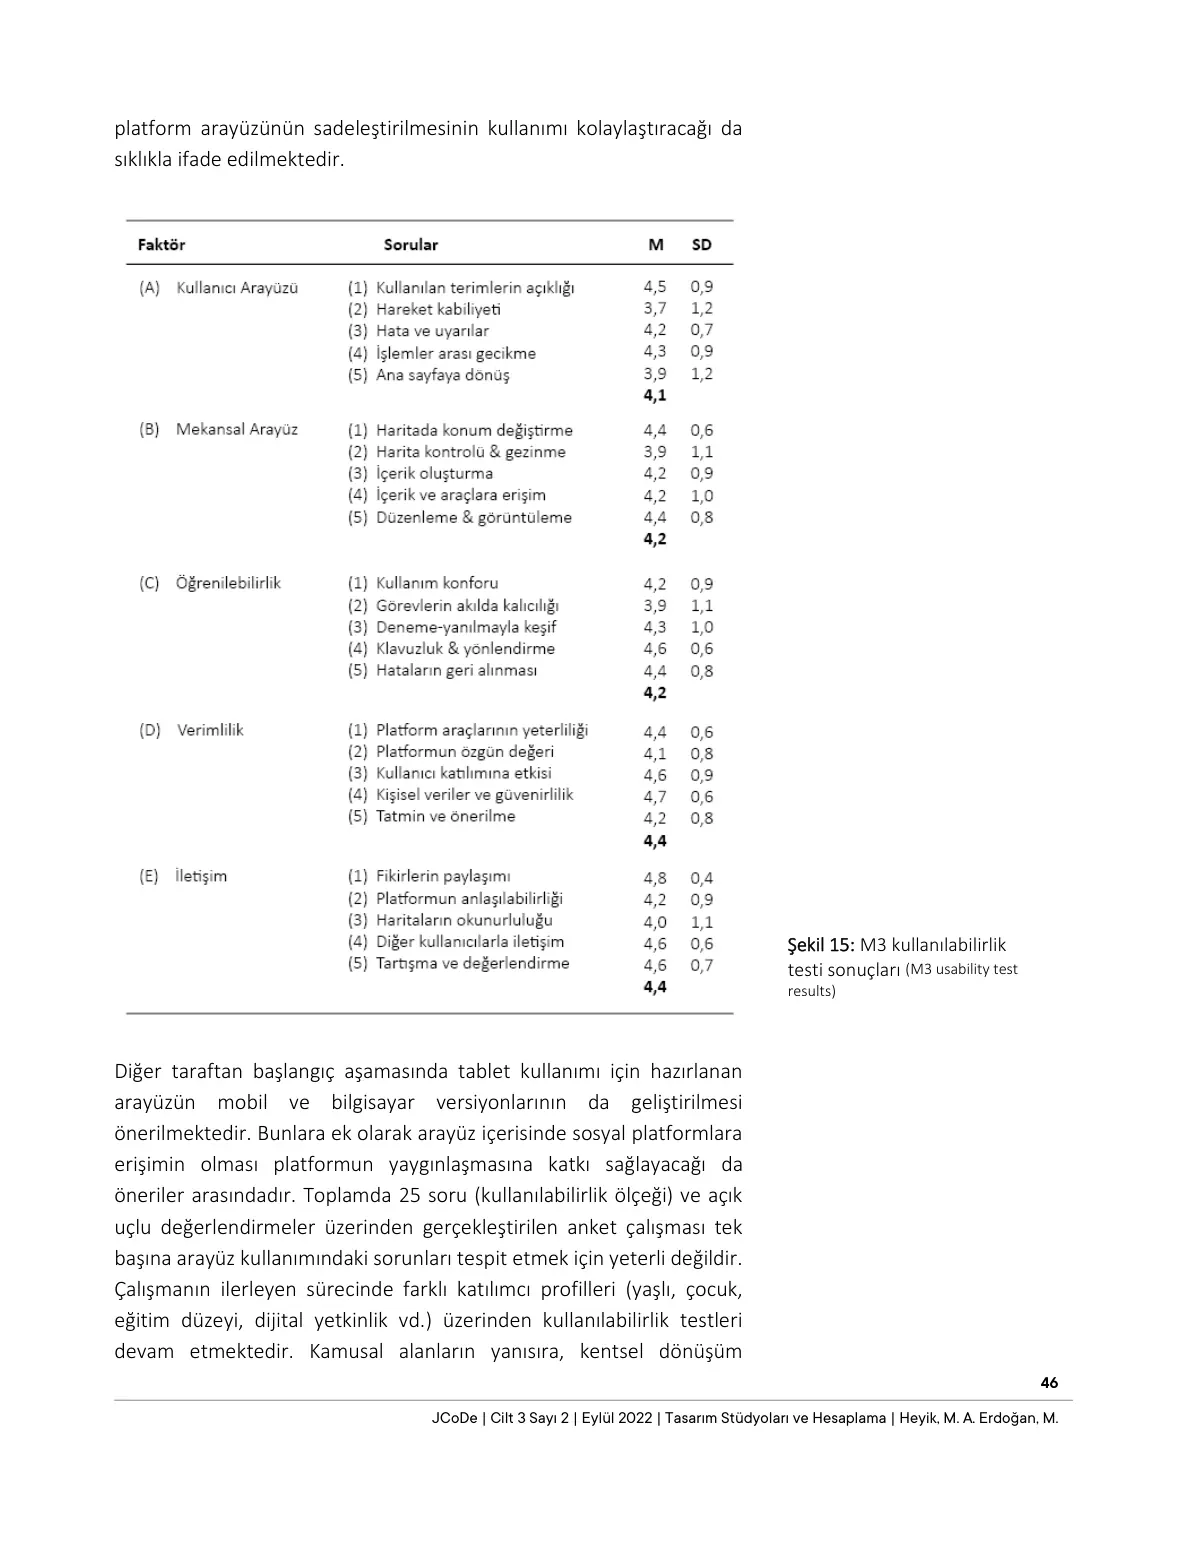 platform arayüzünün sadeleştirilmesinin kullanımı kolaylaştıracağı da
sıklıkla ifade edilmektedir.
Faktör Sorular M SD
(A) Kullanıcı Arayüzü (1) Kullanılan terimlerin açıklığı 4,5 0,9
(2) Hareket kabiliyeti 3,7 1,2
(3) Hata ve uyarılar 4,2 0,7
(4) İşlemler arası gecikme 4,3 0,9
(5) Ana sayfaya dönüş 3,9 1,2
4,1
(B) Mekansal Arayüz (1) Haritada konum değiştirme 4,4 0,6
(2) Harita kontrolü & gezinme 3,9 1,1
(3) İçerik oluşturma 4,2 0,9
(4) İçerik ve araçlara erişim 4,2 1,0
(5) Düzenleme & görüntüleme 4,4 0,8
4,2
(C) Öğrenilebilirlik (1) Kullanım konforu 4,2 0,9
(2) Görevlerin akılda kalıcılığı 3,9 1,1
(3) Deneme-yanılmayla keşif 4,3 1,0
(4) Klavuzluk & yönlendirme 4,6 0,6
(5) Hataların geri alınması 4,4 0,8
4,2
(D) Verimlilik (1) Platform araçlarının yeterliliği 4,4 0,6
(2) Platformun özgün değeri 4,1 0,8
(3) Kullanıcı katılımına etkisi 4,6 0,9
(4) Kişisel veriler ve güvenirlilik 4,7 0,6
(5) Tatmin ve önerilme 4,2 0,8
4,4
(E) İletişim (1) Fikirlerin paylaşımı 4,8 0,4
(2) Platformun anlaşılabilirliği 4,2 0,9
(3) Haritaların okunurluluğu 4,0 1,1
(4) Diğer kullanıcılarla iletişim 4,6 0,6
(5) Tartışma ve değerlendirme 4,6 0,7
4,4
Şekil 15: M3 kullanılabilirlik
testi sonuçları (M3 usability test
results)
Diğer taraftan başlangıç aşamasında tablet kullanımı için hazırlanan
arayüzün mobil ve bilgisayar versiyonlarının da geliştirilmesi
önerilmektedir. Bunlara ek olarak arayüz içerisinde sosyal platformlara
erişimin olması platformun yaygınlaşmasına katkı sağlayacağı da
öneriler arasındadır. Toplamda 25 soru (kullanılabilirlik ölçeği) ve açık
uçlu değerlendirmeler üzerinden gerçekleştirilen anket çalışması tek
başına arayüz kullanımındaki sorunları tespit etmek için yeterli değildir.
Çalışmanın ilerleyen sürecinde farklı katılımcı profilleri (yaşlı, çocuk,
eğitim düzeyi, dijital yetkinlik vd.) üzerinden kullanılabilirlik testleri
devam etmektedir. Kamusal alanların yanısıra, kentsel dönüşüm
46
JCoDe | Cilt 3 Sayı 2 | Eylül 2022 | Tasarım Stüdyoları ve Hesaplama | Heyik, M. A. Erdoğan, M.